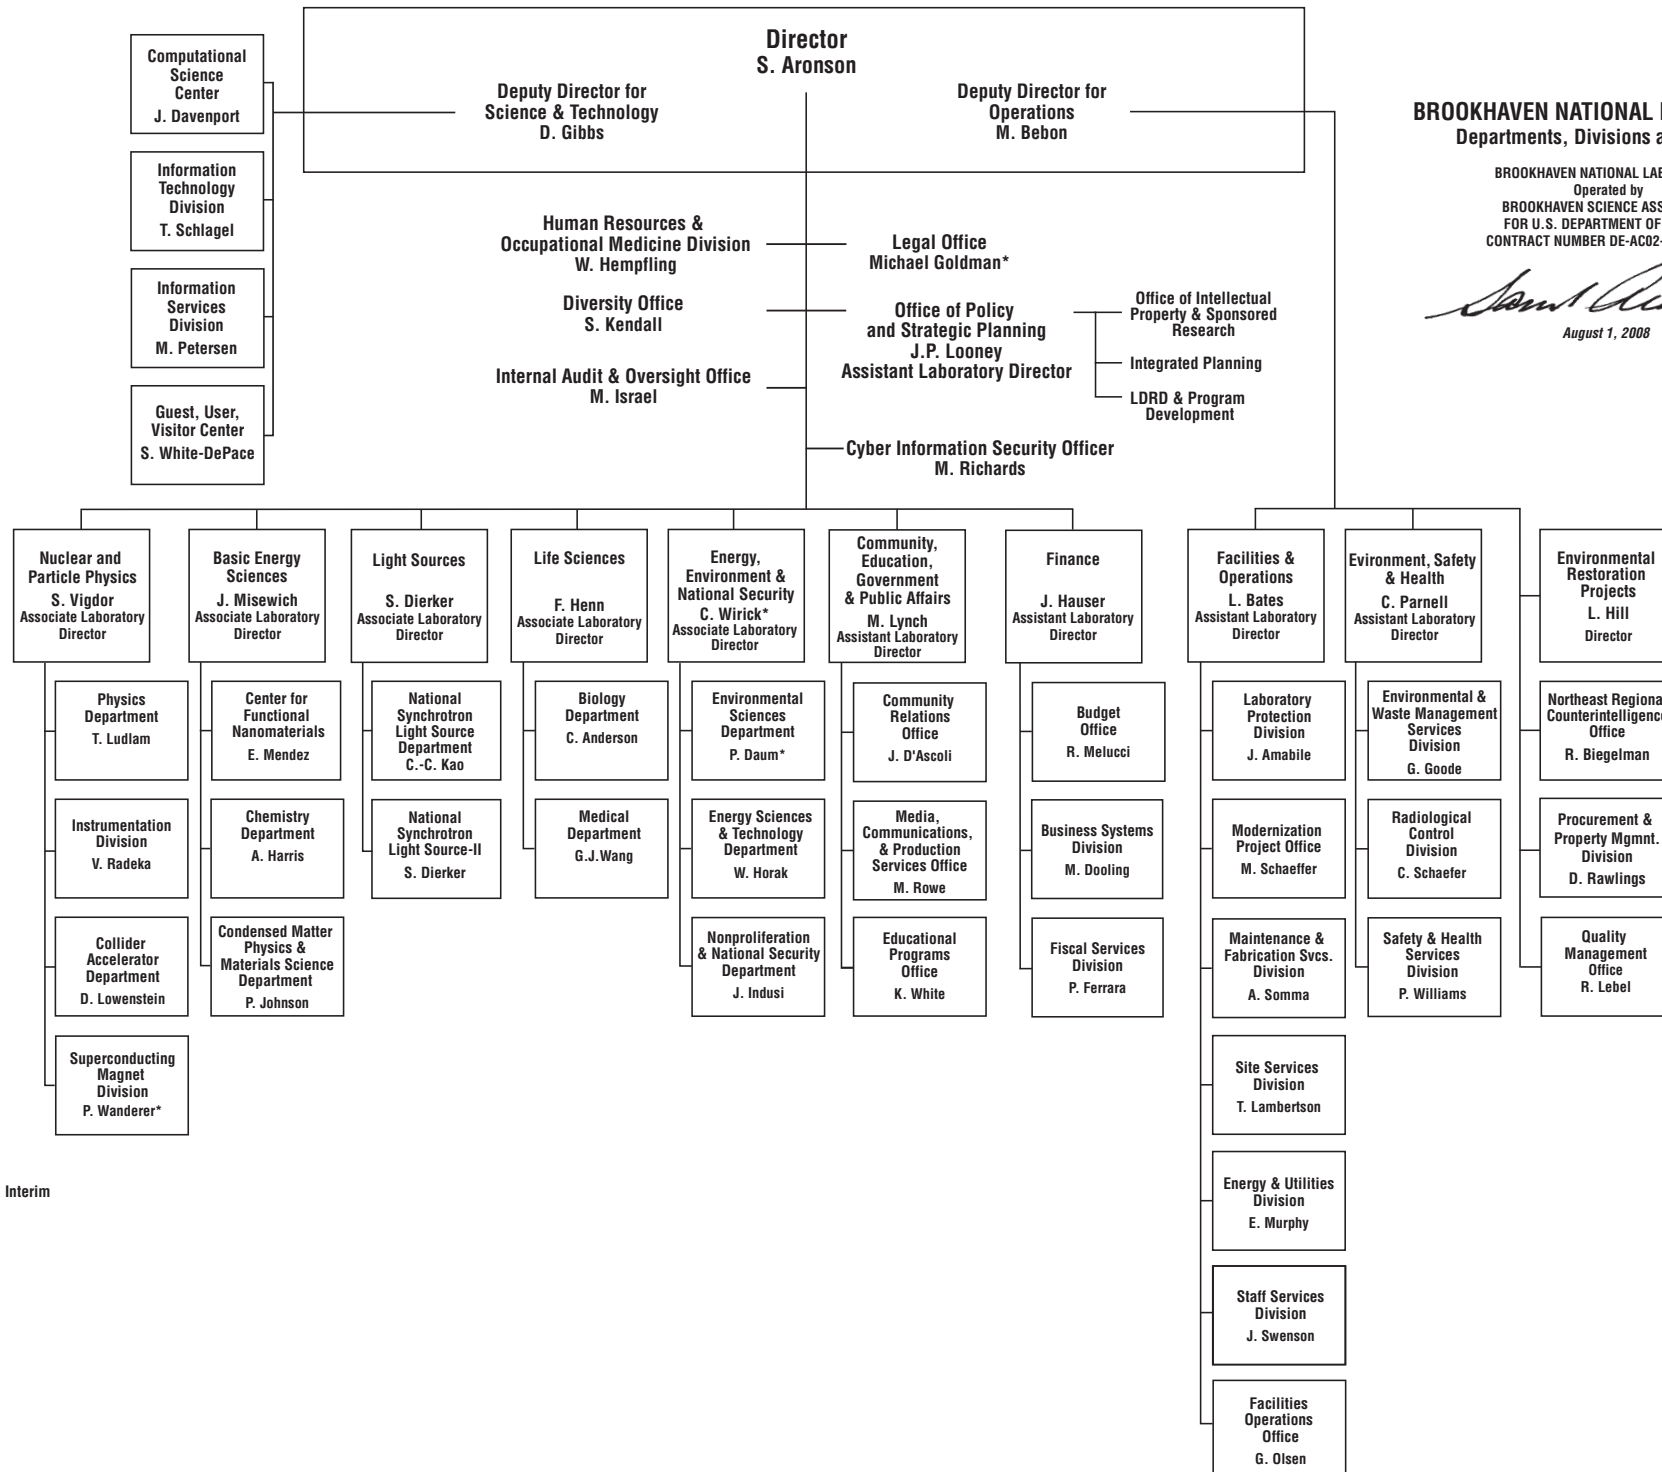 Director
S. Aronson
Deputy Director for
Science & Technology
D. Gibbs
Deputy Director for
Operations
M. Bebon
BROOKHAVEN NATIONAL
Departments, Divisions
BROOKHAVEN NATIONAL
Operated by
BROOKHAVEN SCIENCE
FOR U.S. DEPARTMENT OF
CONTRACT NUMBER DE-AC02-
August 1, 2008
Computational
Science
Center
J. Davenport
Information
Technology
Division
T. Schlagel
Information
Services
Division
M. Petersen
Guest, User,
Visitor Center
S. White-DePace
Human Resources &
Occupational Medicine Division
W. Hempfling
Legal Office
Michael Goldman*
Diversity Office
S. Kendall
Office of Policy
and Strategic Planning
J.P. Looney
Assistant Laboratory Director
Office of Intellectual
Property & Sponsored
Research
Integrated Planning
LDRD & Program
Development
Internal Audit & Oversight Office
M. Israel
Cyber Information Security Officer
M. Richards
Nuclear and
Particle Physics
S. Vigdor
Associate Laboratory
Director
Physics
Department
T. Ludlam
Instrumentation
Division
V. Radeka
Collider
Accelerator
Department
D. Lowenstein
Superconducting
Magnet
Division
P. Wanderer*
Basic Energy
Sciences
J. Misewich
Associate Laboratory
Director
Center for
Functional
Nanomaterials
E. Mendez
Chemistry
Department
A. Harris
Condensed Matter
Physics &
Materials Science
Department
P. Johnson
Light Sources
S. Dierker
Associate Laboratory
Director
National
Synchrotron
Light Source
Department
C.-C. Kao
National
Synchrotron
Light Source-II
S. Dierker
Life Sciences
F. Henn
Associate Laboratory
Director
Biology
Department
C. Anderson
Medical
Department
G.J.Wang
Energy,
Environment &
National Security
C. Wirick*
Associate Laboratory
Director
Environmental
Sciences
Department
P. Daum*
Energy Sciences
& Technology
Department
W. Horak
Nonproliferation
& National Security
Department
J. Indusi
Community,
Education,
Government
& Public Affairs
M. Lynch
Assistant Laboratory
Director
Community
Relations
Office
J. D'Ascoli
Media,
Communications,
& Production
Services Office
M. Rowe
Educational
Programs
Office
K. White
Finance
J. Hauser
Assistant Laboratory
Director
Budget
Office
R. Melucci
Business Systems
Division
M. Dooling
Fiscal Services
Division
P. Ferrara
Facilities &
Operations
L. Bates
Assistant Laboratory
Director
Laboratory
Protection
Division
J. Amabile
Modernization
Project Office
M. Schaeffer
Maintenance &
Fabrication Svcs.
Division
A. Somma
Site Services
Division
T. Lambertson
Energy & Utilities
Division
E. Murphy
Staff Services
Division
J. Swenson
Facilities
Operations
Office
G. Olsen
Evironment, Safety
& Health
C. Parnell
Assistant Laboratory
Director
Environmental &
Waste Management
Services
Division
G. Goode
Radiological
Control
Division
C. Schaefer
Safety & Health
Services
Division
P. Williams
Environmental
Restoration
Projects
L. Hill
Director
Northeast
Counterintelligence
Office
R. Biegelman
Procurement &
Property Mgmnt.
Division
D. Rawlings
Quality
Management
Office
R. Lebel
Interim